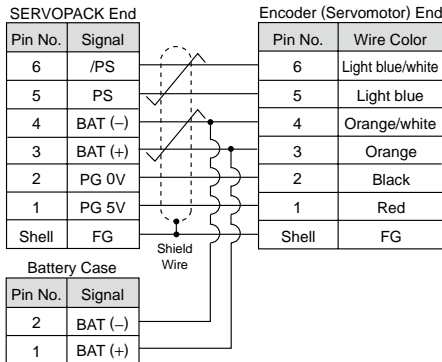 SERVOPACK End
Pin No. Signal
6 /PS
5 PS
4 BAT (−)
3 BAT (+)
2 PG 0V
1 PG 5V
Shell FG
Shield
Wire
Encoder (Servomotor) End
Pin No. Wire Color
6 Light blue/white
5 Light blue
4 Orange/white
3 Orange
2 Black
1 Red
Shell FG
Battery Case
Pin No. Signal
2 BAT (−)
1 BAT (+)